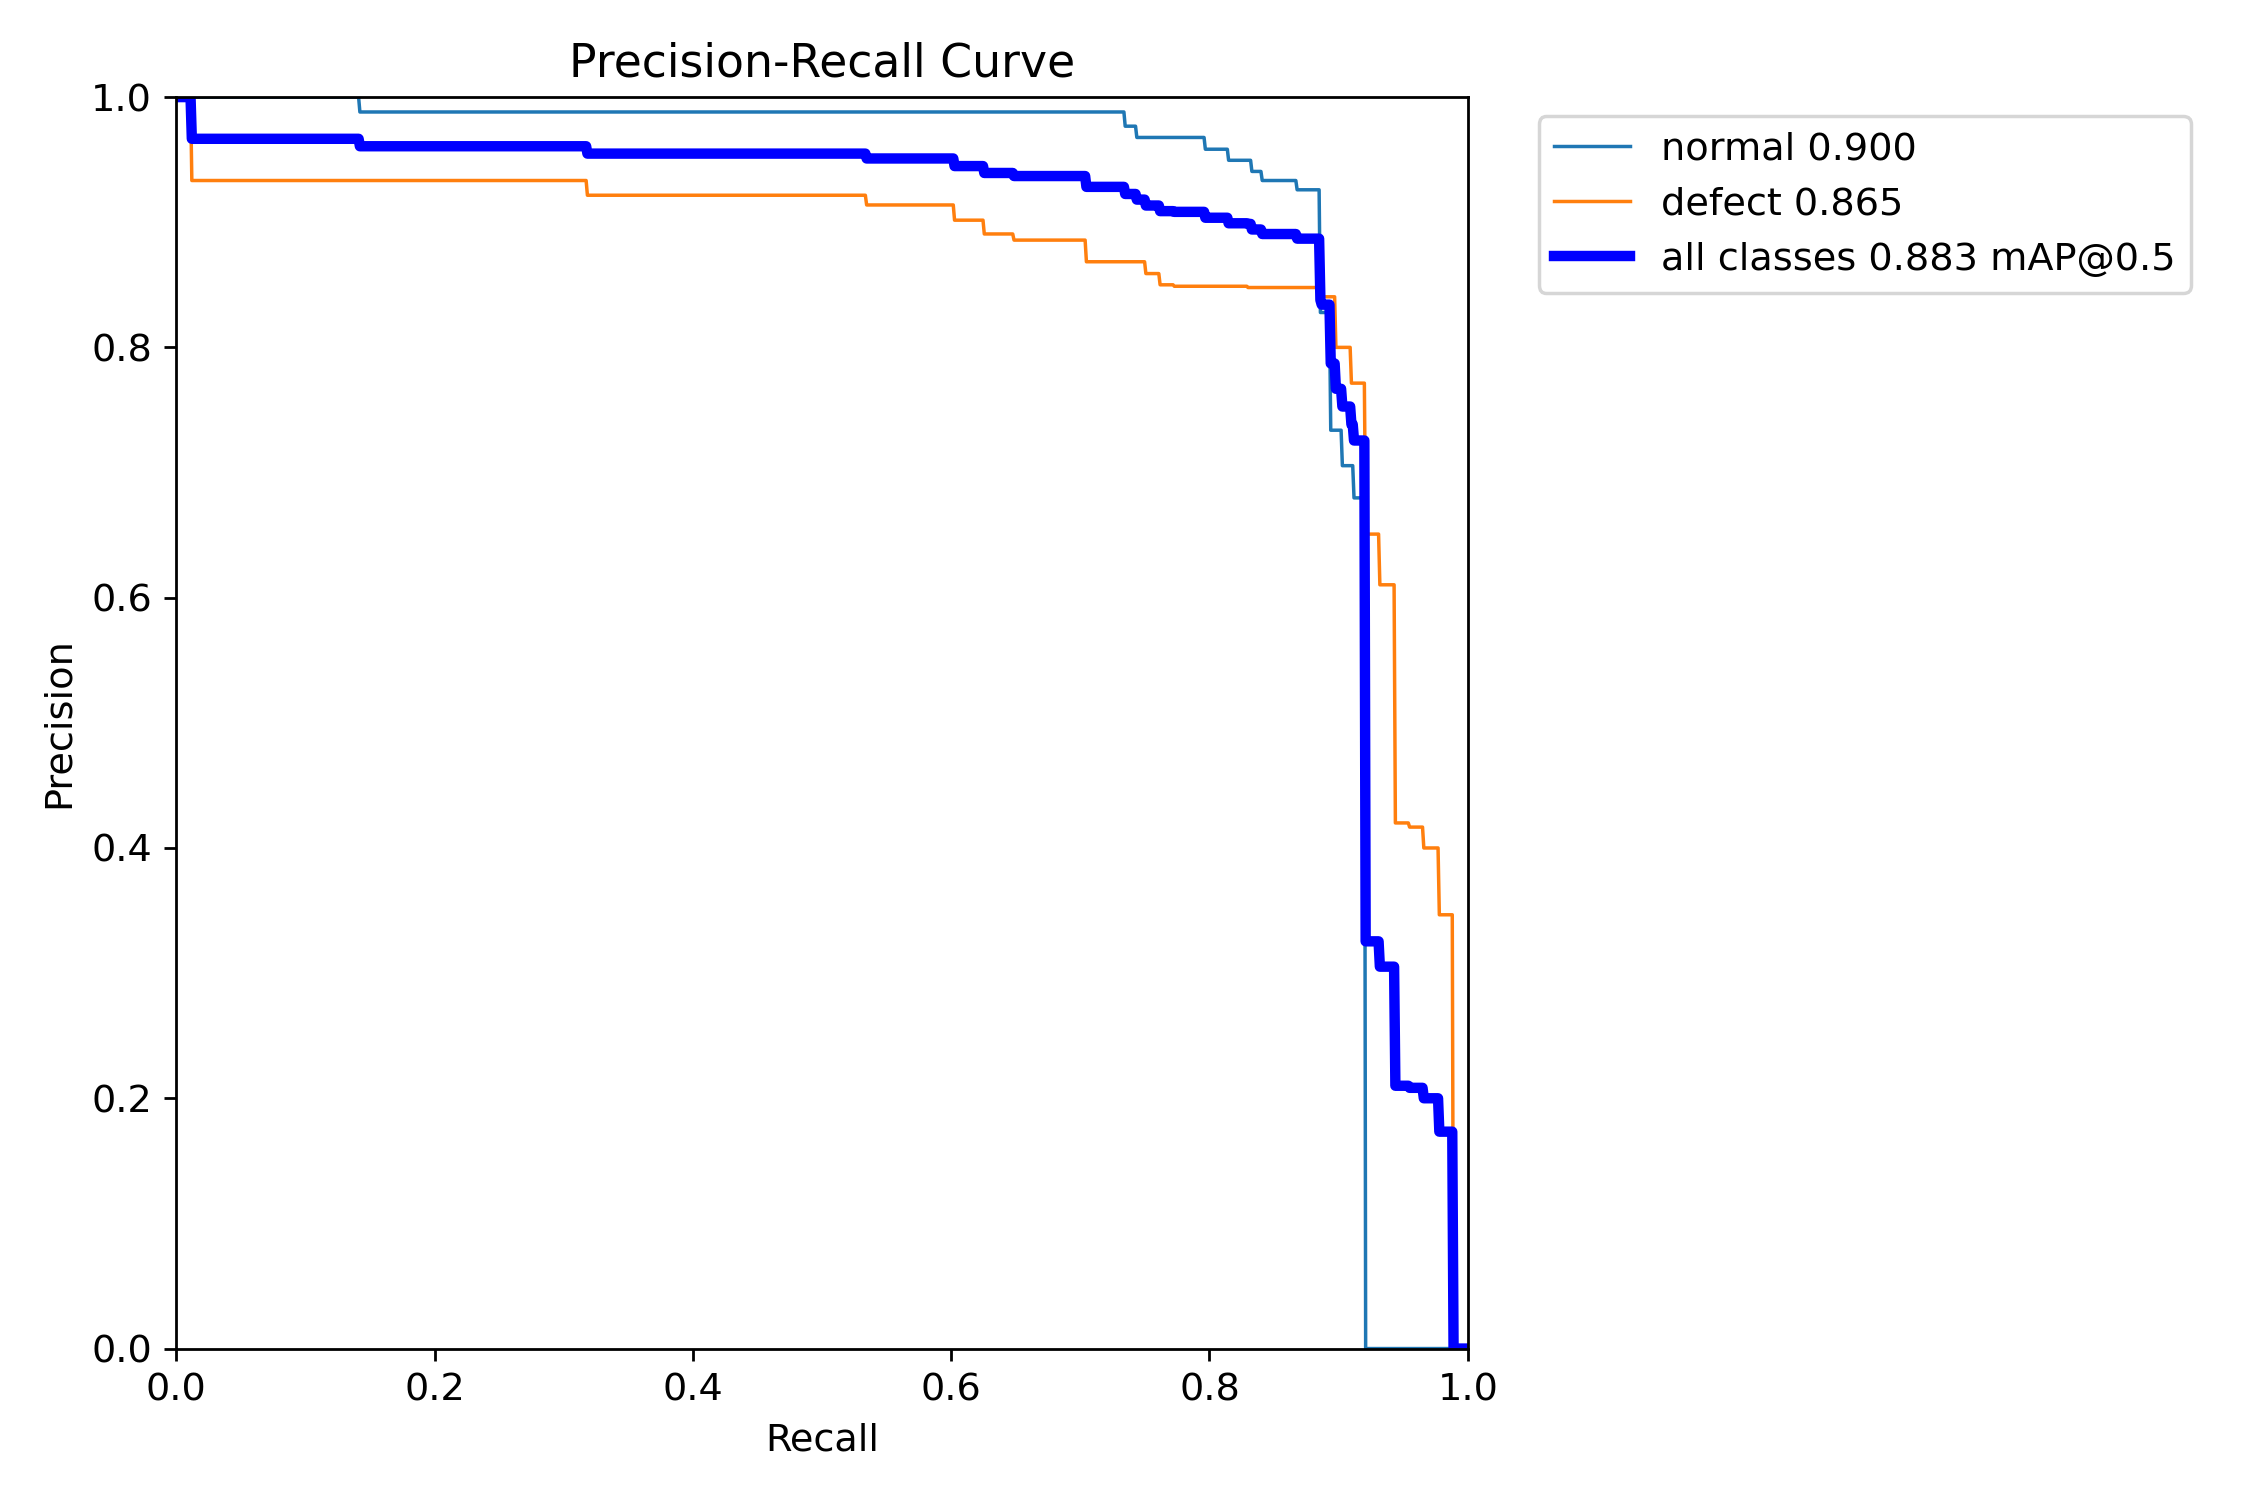 Precision-Recall Curve
1.0
0.8
0.6
0.4
0.2
0.0
Precision
0.0 0.2 0.4 0.6 0.8 1.0
Recall
normal 0.900
defect 0.865
all classes 0.883 mAP@0.5